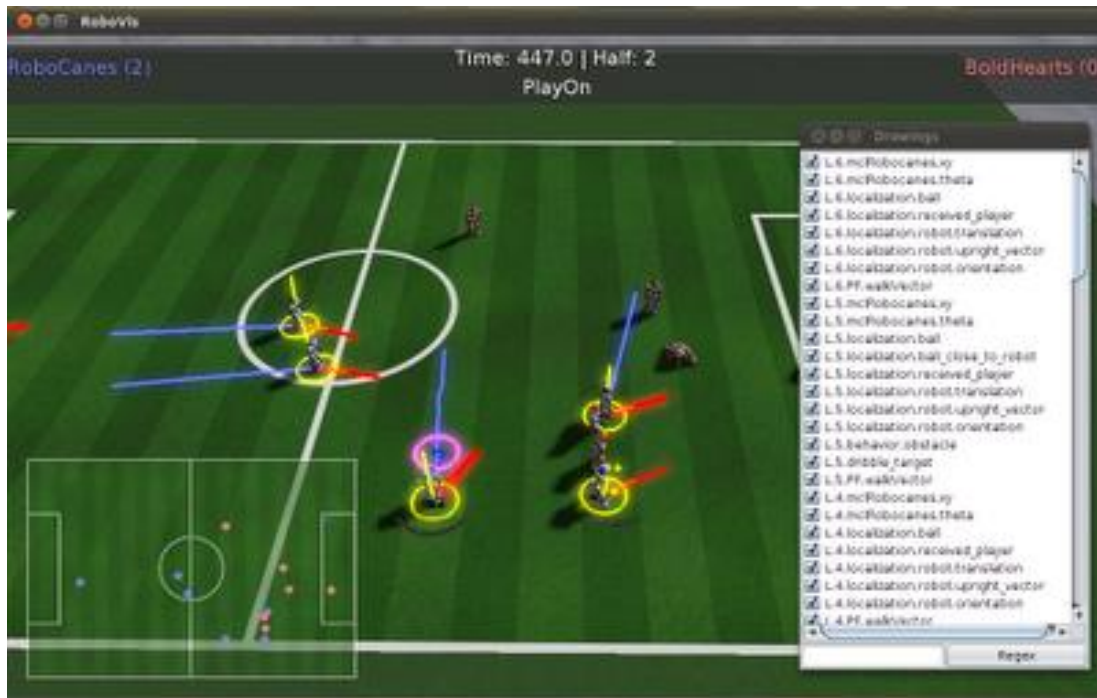 RoboVis
Time: 447.0 | Half: 2
RoboCanes (2)
BoldHearts (0
PlayOn
Drawings
L.6.mclRobocanes.xy
L.6.mclRobocanes.theta
L.6.localization.ball
L.6.localization.received_player
L.6.localization.robot.translation
L.6.localization.robot.upright_vector
L.6.localization.robot.orientation
L.6.PF.walkVector
L.5.mclRobocanes.xy
L.5.mclRobocanes.theta
L.5.localization.ball
L.5.localization.ball_close_to_robot
L.5.localization.received_player
L.5.localization.robot.translation
L.5.localization.robot.upright_vector
L.5.localization.robot.orientation
L.5.behavior.obstacle
L.5.dribble_target
L.5.PF.walkVector
L.4.mclRobocanes.xy
L.4.mclRobocanes.theta
L.4.localization.ball
L.4.localization.received_player
L.4.localization.robot.translation
L.4.localization.robot.upright_vector
L.4.localization.robot.orientation
L.4.PF.walkVector
Regex